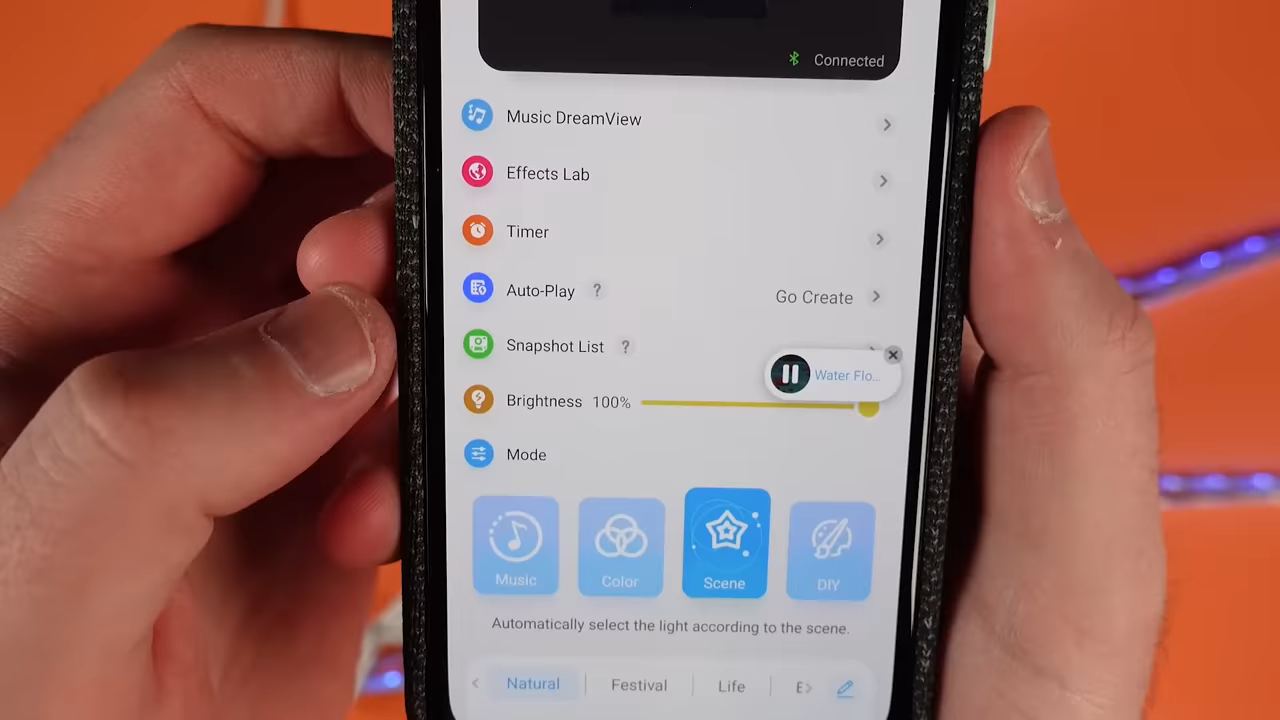 Connected
Music DreamView
Effects Lab
Timer
Auto-Play ? Go Create
Snapshot List ?
Water Flo...
Brightness 100%
Mode
Music Color Scene DIY
Automatically select the light according to the scene.
Natural Festival Life E